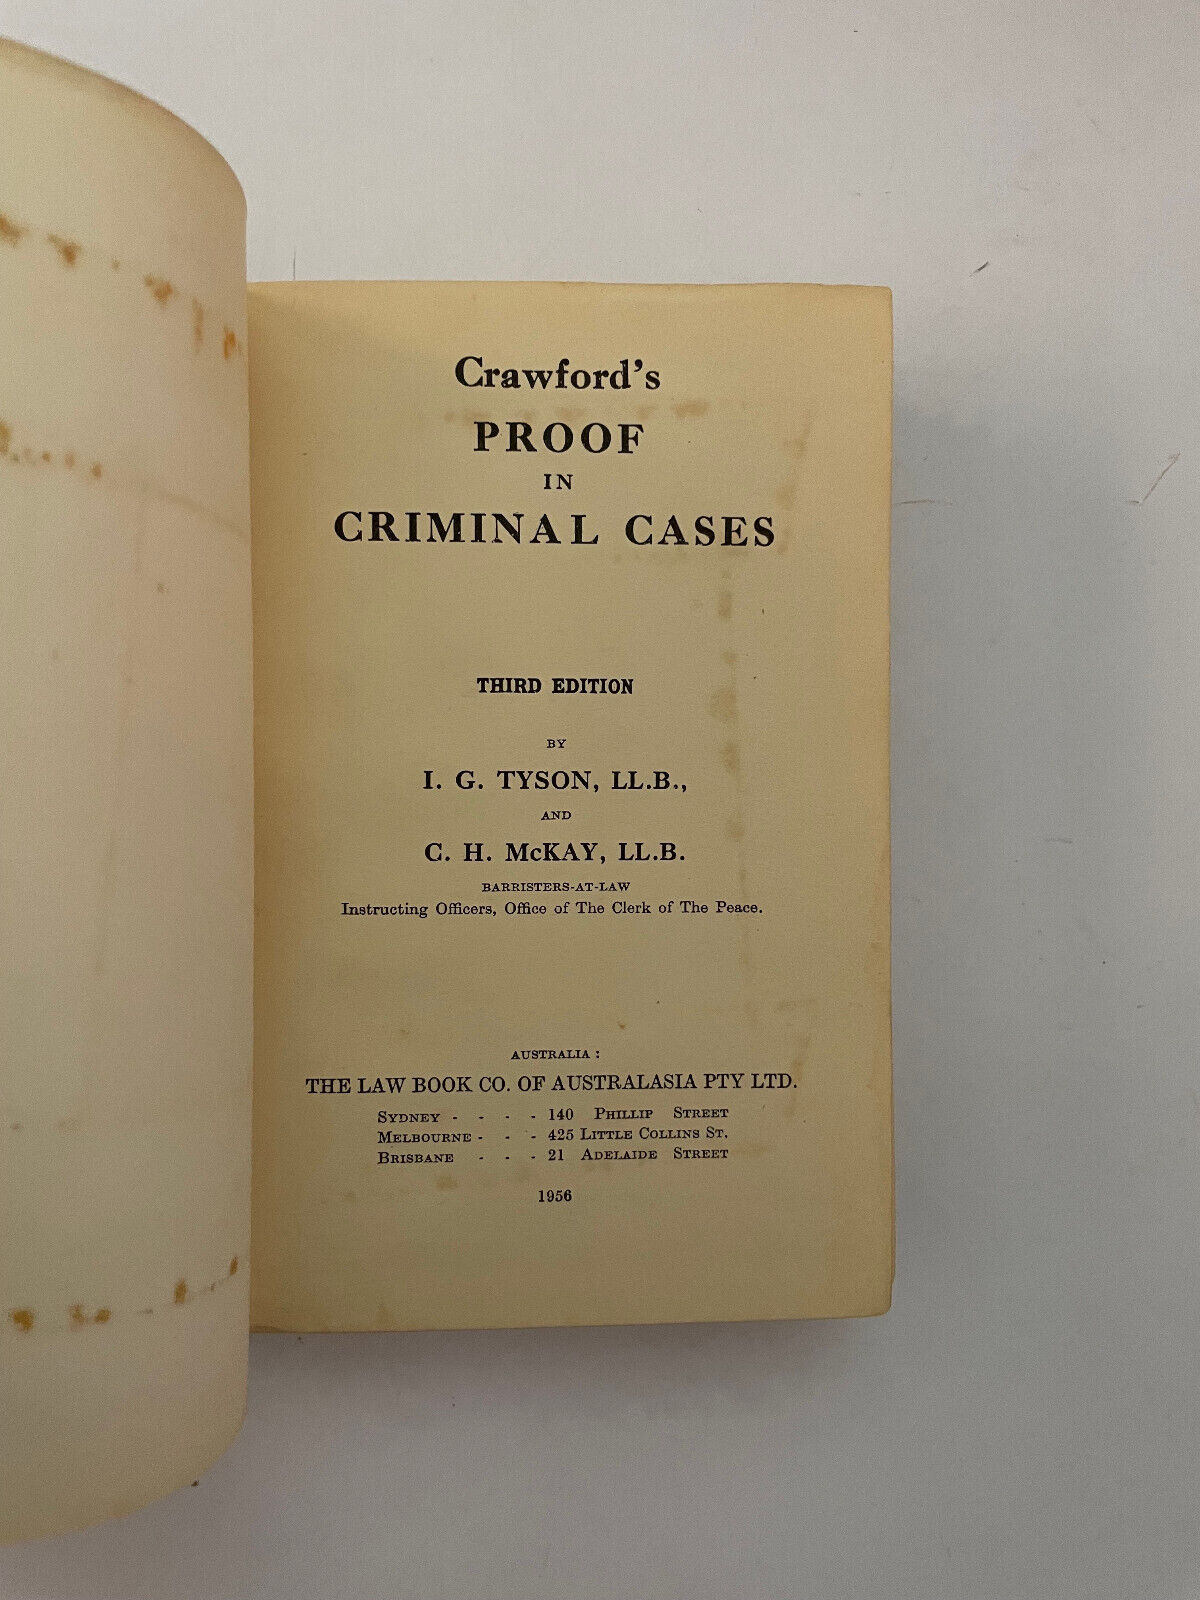 Crawford's
PROOF
IN
CRIMINAL CASES
THIRD EDITION
BY
I. G. TYSON, LL.B.,
AND
C. H. McKAY, LL.B.
BARRISTERS-AT-LAW
Instructing Officers, Office of The Clerk of The Peace.
AUSTRALIA :
THE LAW BOOK CO. OF AUSTRALASIA PTY LTD.
SYDNEY - - - - 140 PHILLIP STREET
MELBOURNE - - - 425 LITTLE COLLINS ST.
BRISBANE - - - 21 ADELAIDE STREET
1956